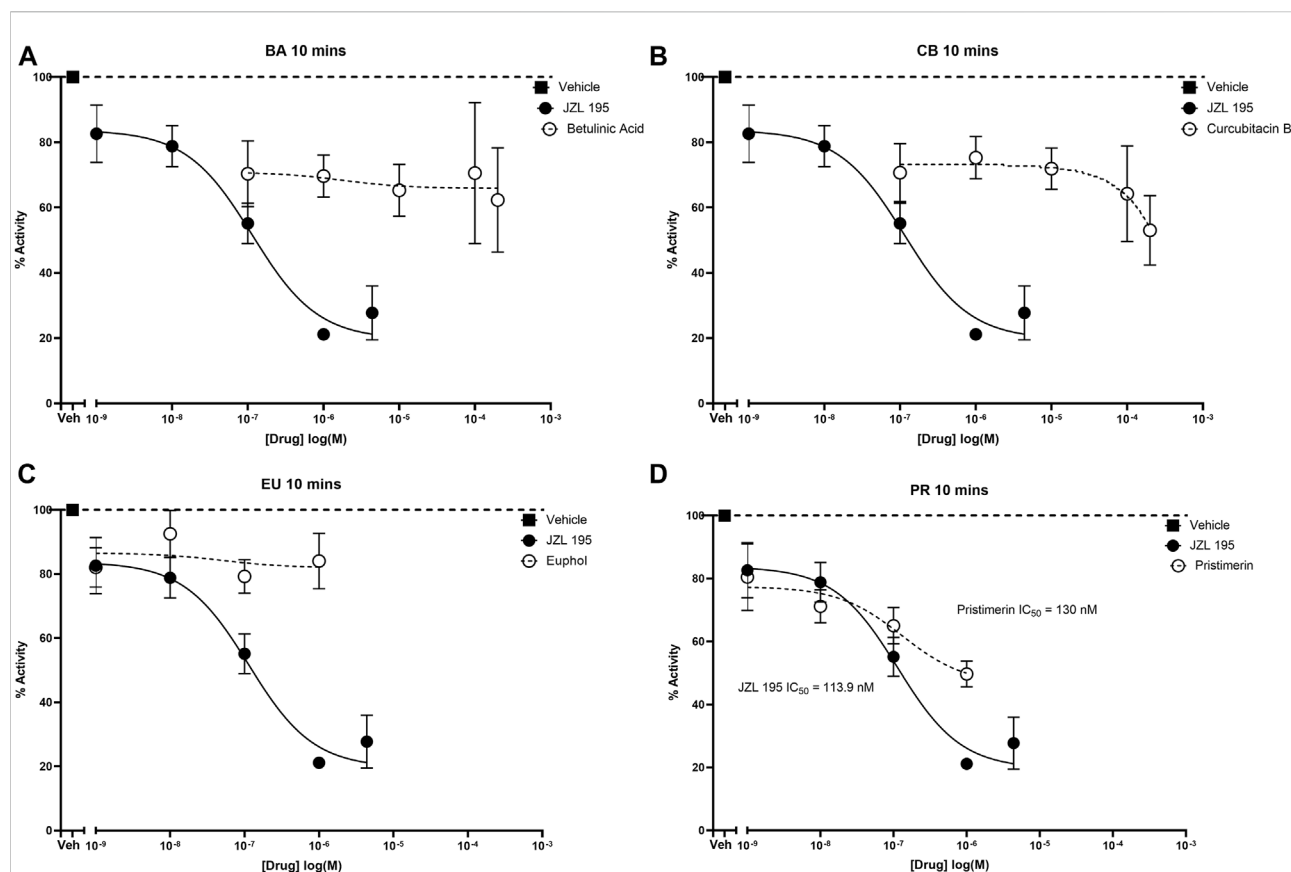 A
BA 10 mins
100
80
60
40
20
0
% Activity
Vehicle
JZL 195
Betulinic Acid
Veh 10-9 10-8 10-7 10-6 10-5 10-4 10-3
[Drug] log(M)
B
CB 10 mins
100
80
60
40
20
0
% Activity
Vehicle
JZL 195
Curcubitacin B
Veh 10-9 10-8 10-7 10-6 10-5 10-4 10-3
[Drug] log(M)
C
EU 10 mins
100
80
60
40
20
0
% Activity
Vehicle
JZL 195
Euphol
Veh 10-9 10-8 10-7 10-6 10-5 10-4 10-3
[Drug] log(M)
D
PR 10 mins
100
80
60
40
20
0
% Activity
Vehicle
JZL 195
Pristimerin
Pristimerin IC50 = 130 nM
JZL 195 IC50 = 113.9 nM
Veh 10-9 10-8 10-7 10-6 10-5 10-4 10-3
[Drug] log(M)